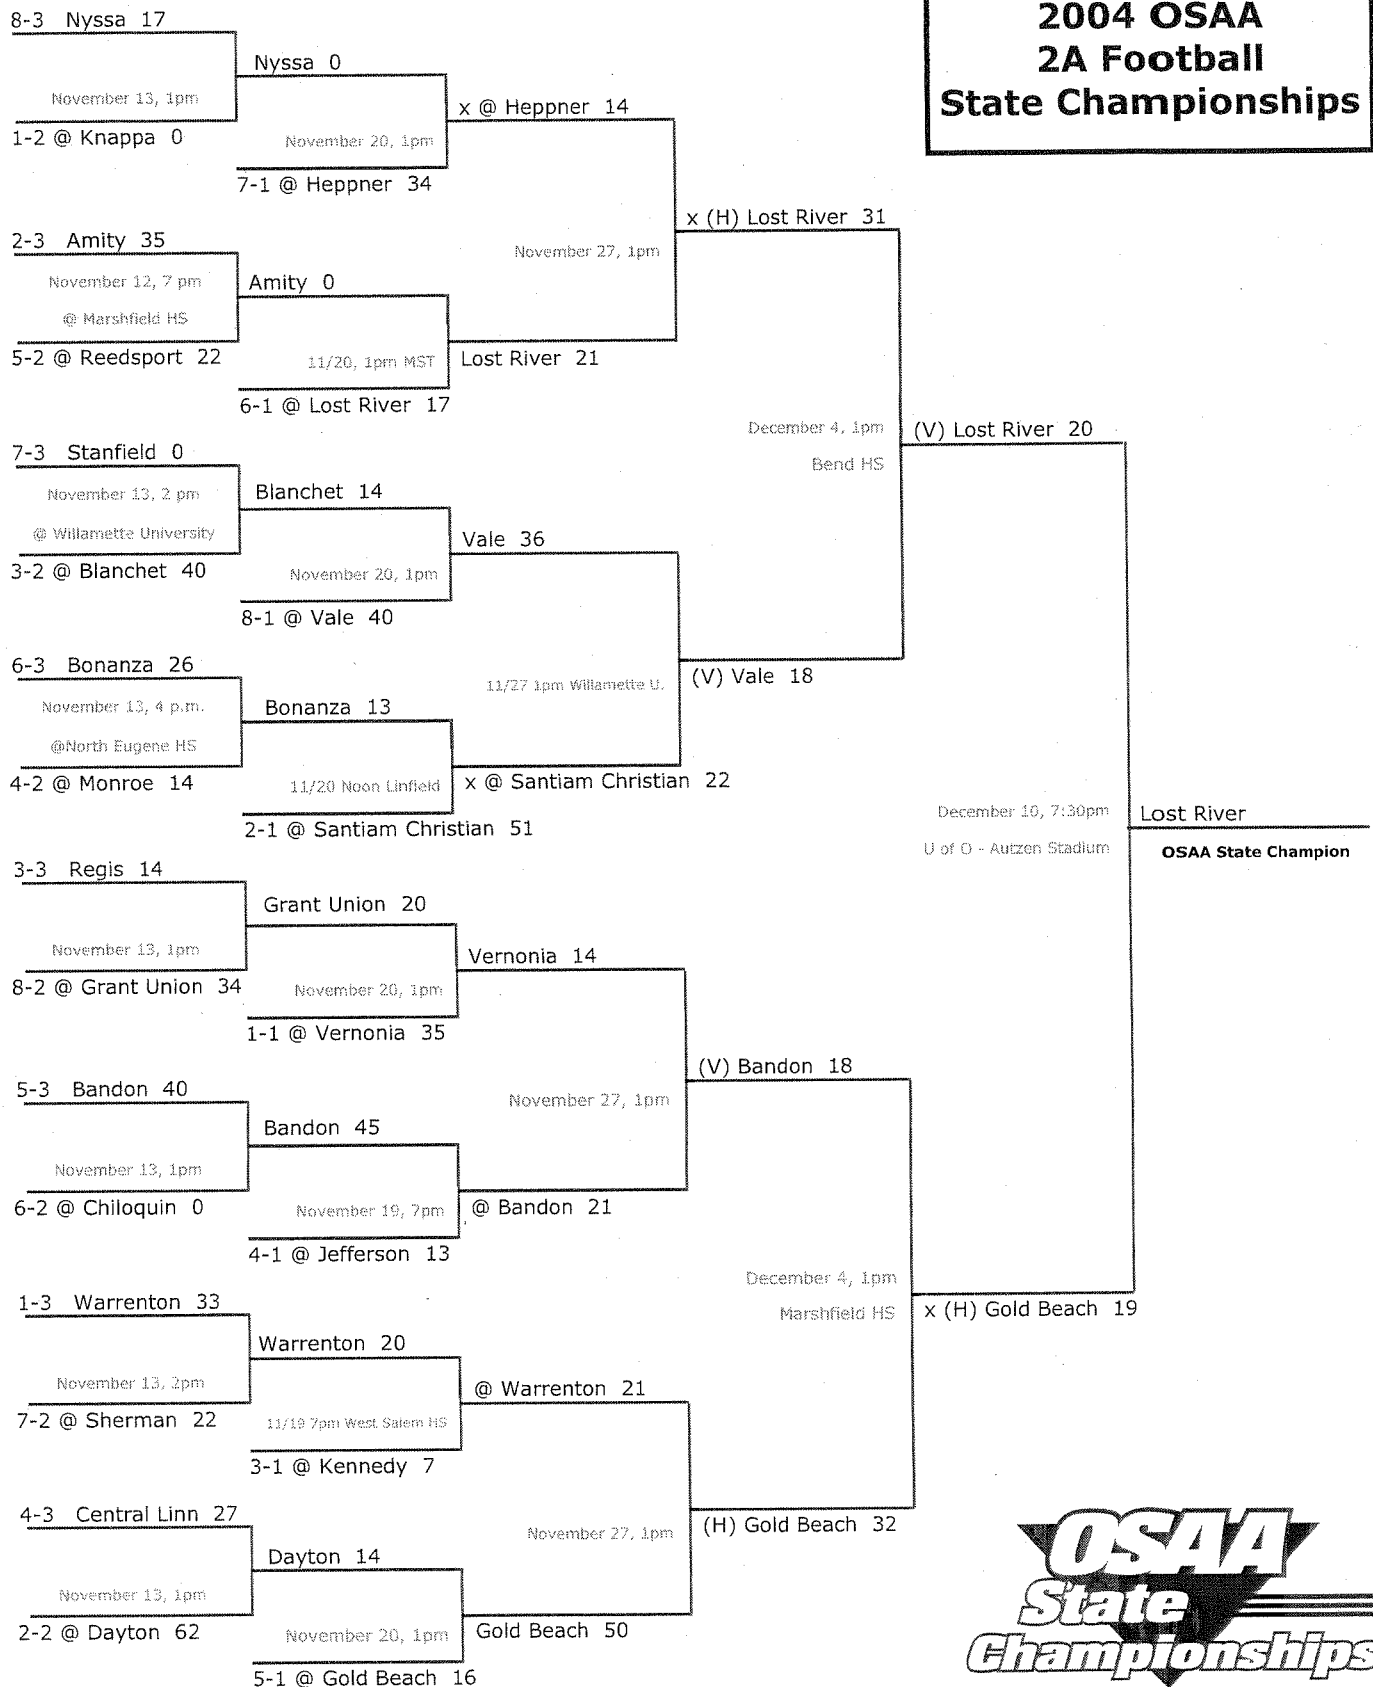 2004 OSAA
2A Football
State Championships
8-3 Nyssa 17
November 13, 1pm
1-2 @ Knappa 0
Nyssa 0
November 20, 1pm
7-1 @ Heppner 34
x @ Heppner 14
2-3 Amity 35
November 12, 7 pm
@ Marshfield HS
5-2 @ Reedsport 22
Amity 0
11/20, 1pm MST
6-1 @ Lost River 17
Lost River 21
November 27, 1pm
x (H) Lost River 31
7-3 Stanfield 0
November 13, 2 pm
@ Willamette University
3-2 @ Blanchet 40
Blanchet 14
November 20, 1pm
8-1 @ Vale 40
Vale 36
6-3 Bonanza 26
November 13, 4 p.m.
@North Eugene HS
4-2 @ Monroe 14
Bonanza 13
11/20 Noon Linfield
2-1 @ Santiam Christian 51
x @ Santiam Christian 22
11/27 1pm Willamette U.
(V) Vale 18
December 4, 1pm
Bend HS
(V) Lost River 20
3-3 Regis 14
November 13, 1pm
8-2 @ Grant Union 34
Grant Union 20
November 20, 1pm
1-1 @ Vernonia 35
Vernonia 14
5-3 Bandon 40
November 13, 1pm
6-2 @ Chiloquin 0
Bandon 45
November 19, 7pm
4-1 @ Jefferson 13
@ Bandon 21
November 27, 1pm
(V) Bandon 18
1-3 Warrenton 33
November 13, 2pm
7-2 @ Sherman 22
Warrenton 20
11/19 7pm West Salem HS
3-1 @ Kennedy 7
@ Warrenton 21
4-3 Central Linn 27
November 13, 1pm
2-2 @ Dayton 62
Dayton 14
November 20, 1pm
5-1 @ Gold Beach 16
Gold Beach 50
November 27, 1pm
(H) Gold Beach 32
December 4, 1pm
Marshfield HS
x (H) Gold Beach 19
December 10, 7:30pm
U of O - Autzen Stadium
Lost River
OSAA State Champion
OSAA
State
Championships